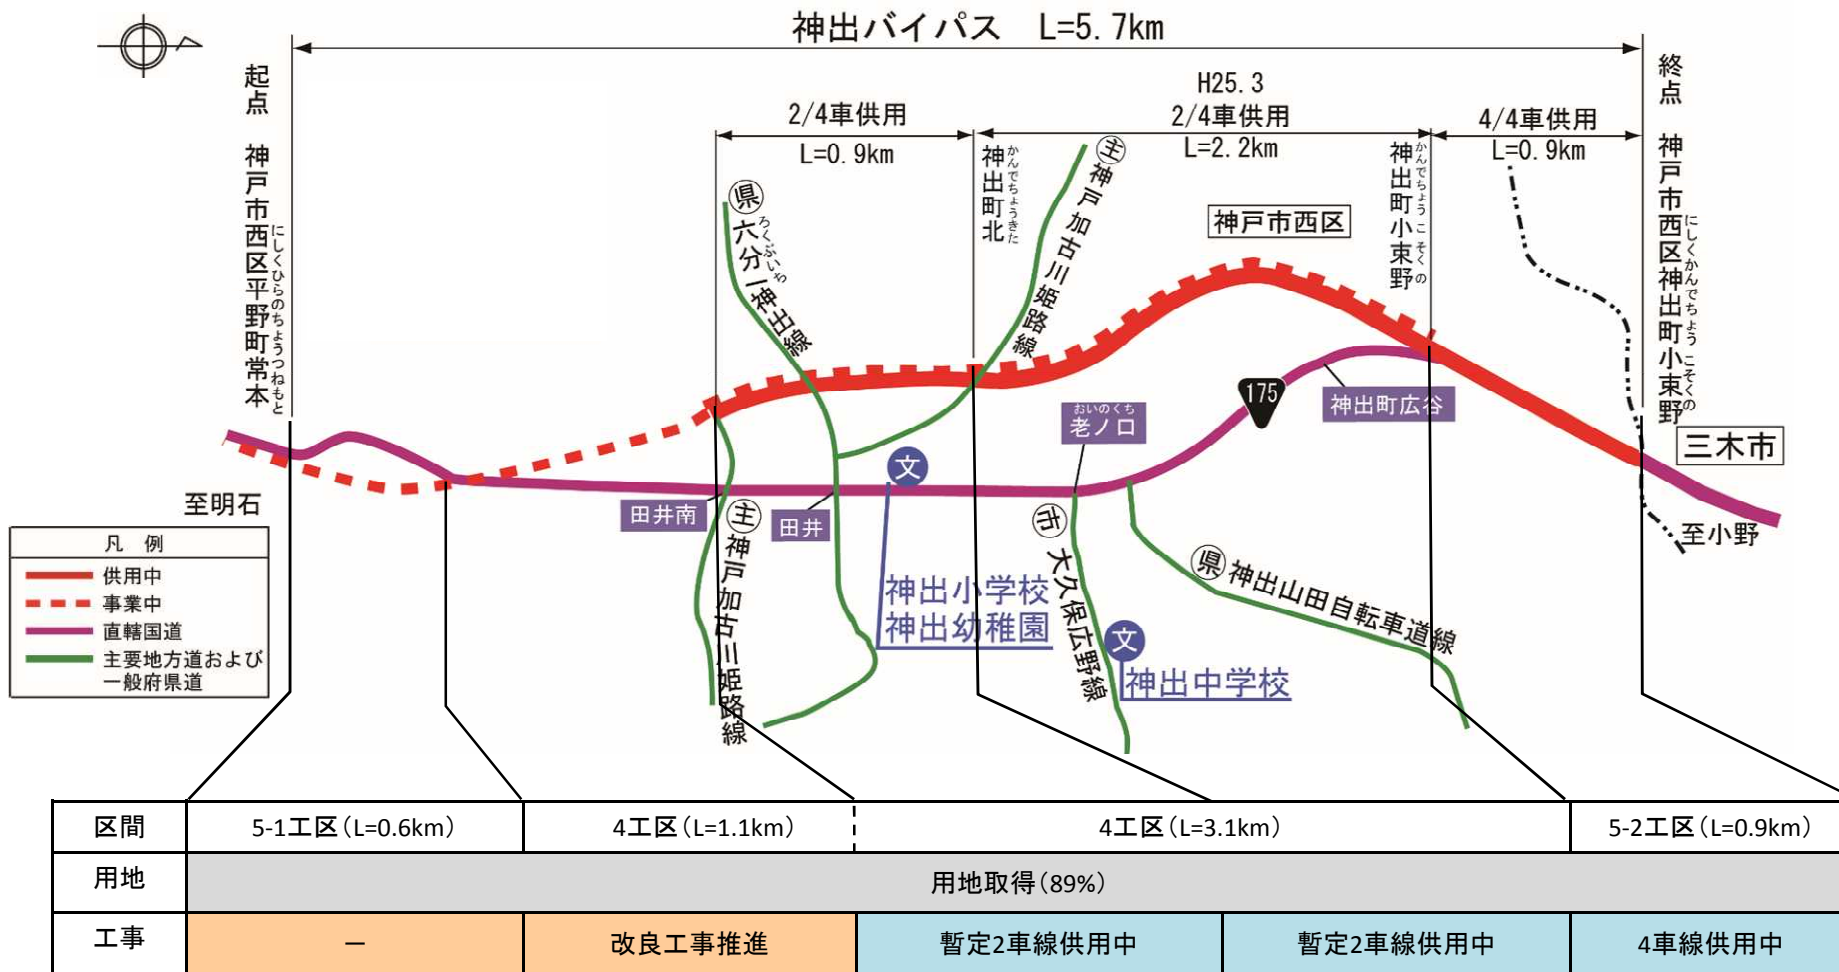 神出バイパス L=5.7km
起点 神戸市西区平野町常本
にしくひらのちょうつねもと
終点 神戸市西区神出町小束野
にしくかんでちょうこそくの
2/4車供用
L=0.9km
H25.3
2/4車供用
L=2.2km
4/4車供用
L=0.9km
神出町北
かんでちょうきた
神出町小束野
かんでちょうこそくの
県 六分一神出線
ろくぶいち
主 神戸加古川姫路線
神戸市西区
175
神出町広谷
おいのくち
老ノ口
三木市
至明石
至小野
田井南
田井
文
主 神戸加古川姫路線
神出小学校
神出幼稚園
市 大久保広野線
文
神出中学校
県 神出山田自転車道線
凡 例
供用中
事業中
直轄国道
主要地方道および
一般府県道
区間 5-1工区(L=0.6km) 4工区(L=1.1km) 4工区(L=3.1km) 5-2工区(L=0.9km)
用地 用地取得(89%)
工事 － 改良工事推進 暫定2車線供用中 暫定2車線供用中 4車線供用中